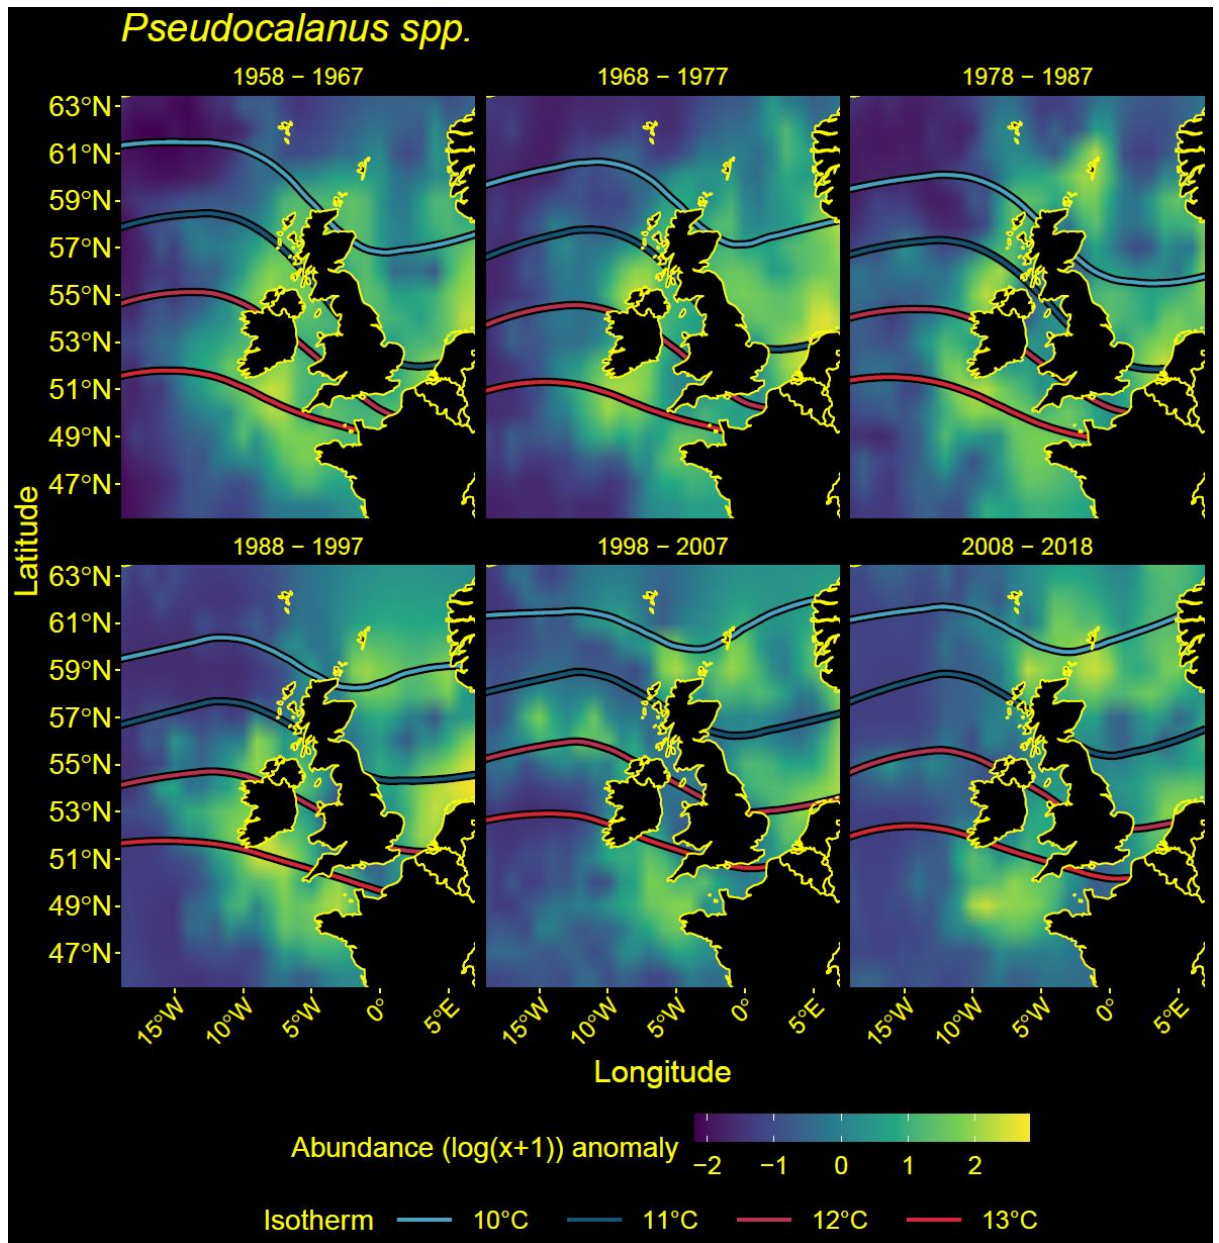 Pseudocalanus spp.
1958 − 1967
1968 − 1977
1978 − 1987
63°N
61°N
59°N
57°N
55°N
53°N
51°N
49°N
47°N
Latitude
1988 − 1997
1998 − 2007
2008 − 2018
63°N
61°N
59°N
57°N
55°N
53°N
51°N
49°N
47°N
15°W 10°W 5°W 0° 5°E
15°W 10°W 5°W 0° 5°E
15°W 10°W 5°W 0° 5°E
Longitude
Abundance (log(x+1)) anomaly
−2 −1 0 1 2
Isotherm 10°C 11°C 12°C 13°C